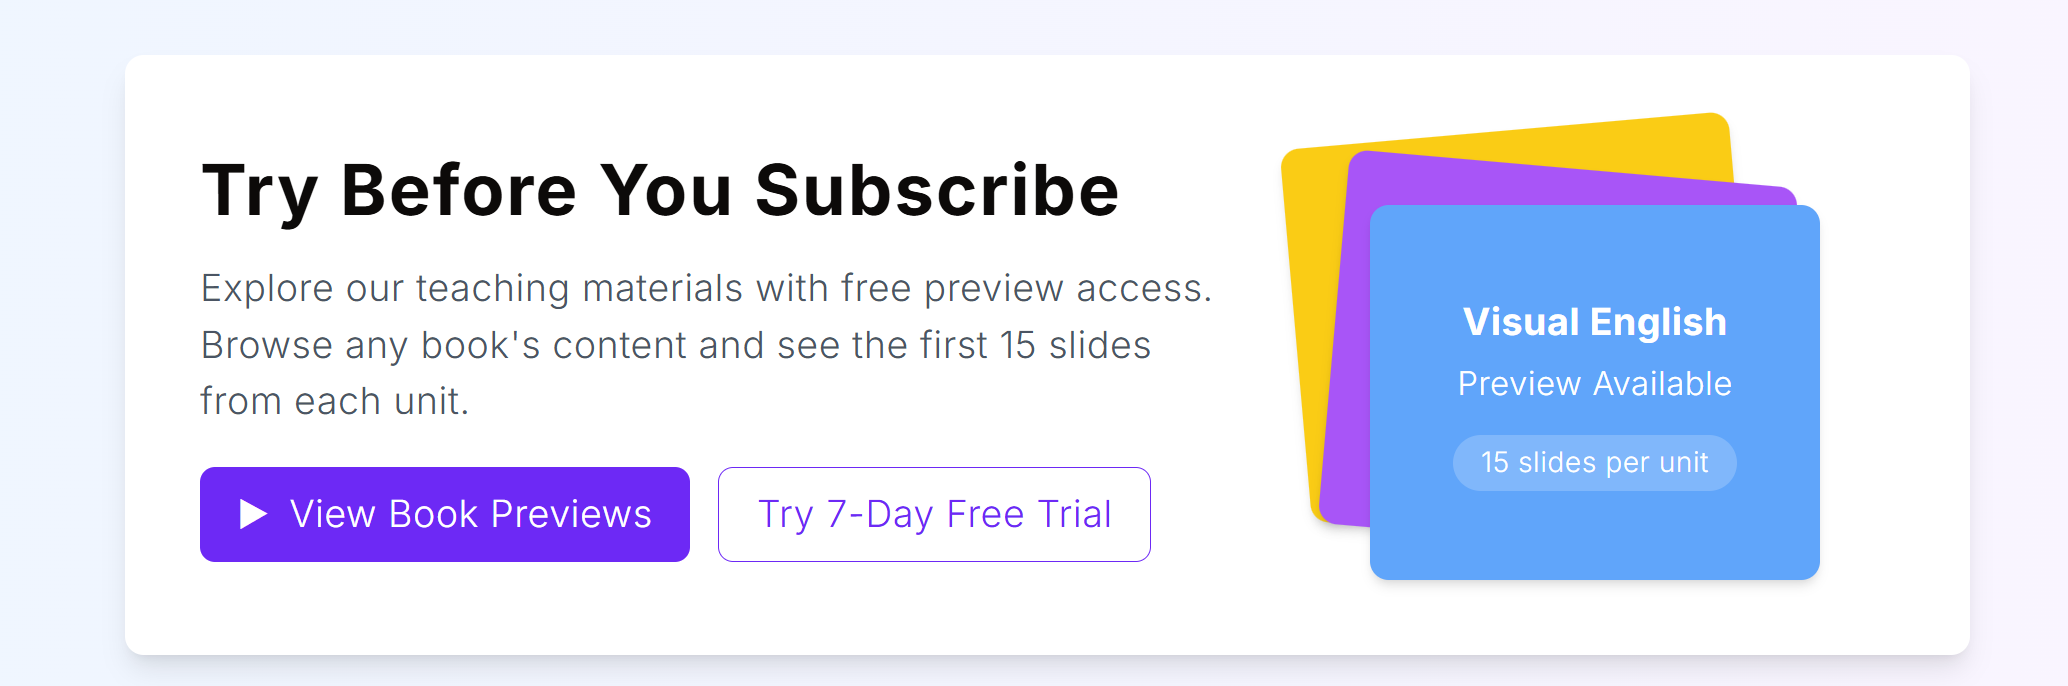 Try Before You Subscribe
Explore our teaching materials with free preview access.
Browse any book's content and see the first 15 slides
from each unit.
View Book Previews
Try 7-Day Free Trial
Visual English
Preview Available
15 slides per unit